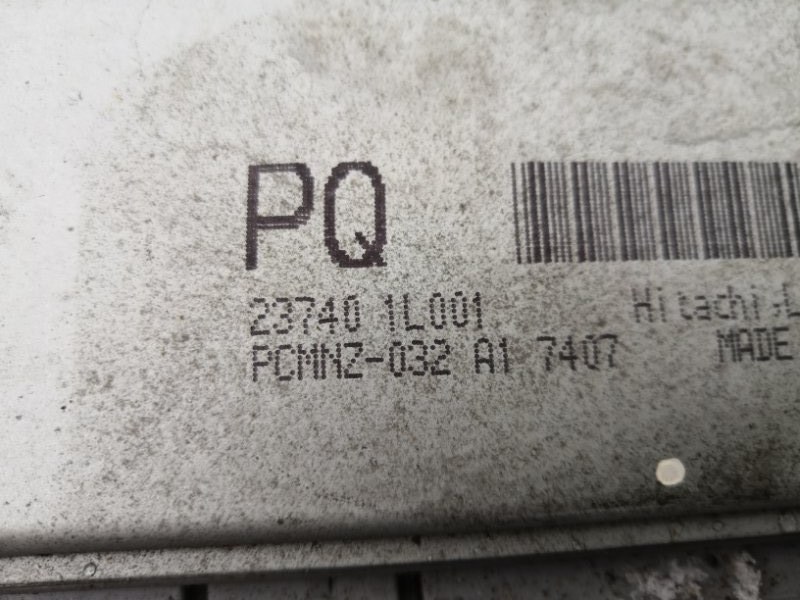 PQ
23740 1L001
PCMNZ-032 A1 7407
Hitachi,L
MADE